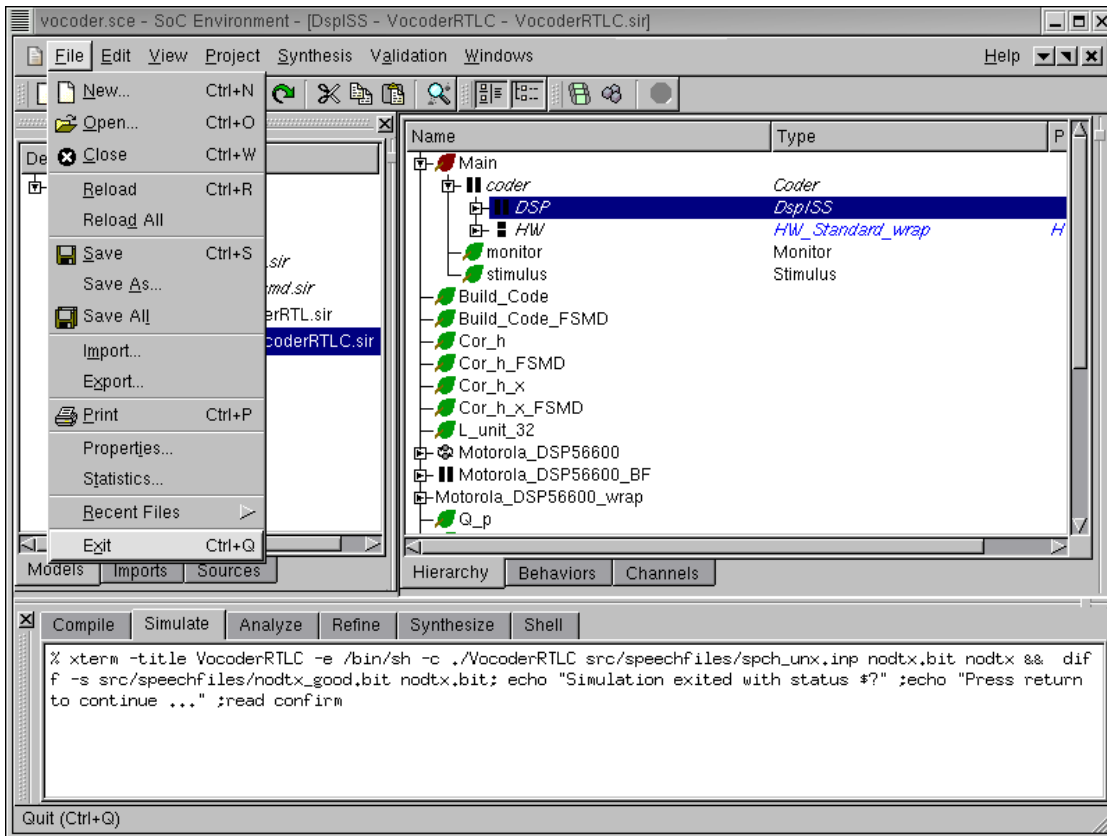 vocoder.sce - SoC Environment - [DspISS - VocoderRTLC - VocoderRTLC.sir]
File Edit View Project Synthesis Validation Windows Help
New... Ctrl+N
Open... Ctrl+O
Close Ctrl+W
Reload Ctrl+R
Reload All
Save Ctrl+S
Save As...
Save All
Import...
Export...
Print Ctrl+P
Properties...
Statistics...
Recent Files
Exit Ctrl+Q
De
.sir
md.sir
erRTL.sir
coderRTLC.sir
Models Imports Sources
Name Type P
Main
coder Coder
DSP DspISS
HW HW_Standard_wrap H
monitor Monitor
stimulus Stimulus
Build_Code
Build_Code_FSMD
Cor_h
Cor_h_FSMD
Cor_h_x
Cor_h_x_FSMD
L_unit_32
Motorola_DSP56600
Motorola_DSP56600_BF
Motorola_DSP56600_wrap
Q_p
Hierarchy Behaviors Channels
Compile Simulate Analyze Refine Synthesize Shell
% xterm -title VocoderRTLC -e /bin/sh -c ./VocoderRTLC src/speechfiles/spch_unx.inp nodtx.bit nodtx && dif
f -s src/speechfiles/nodtx_good.bit nodtx.bit; echo "Simulation exited with status $?" ;echo "Press return
to continue ..." ;read confirm
Quit (Ctrl+Q)